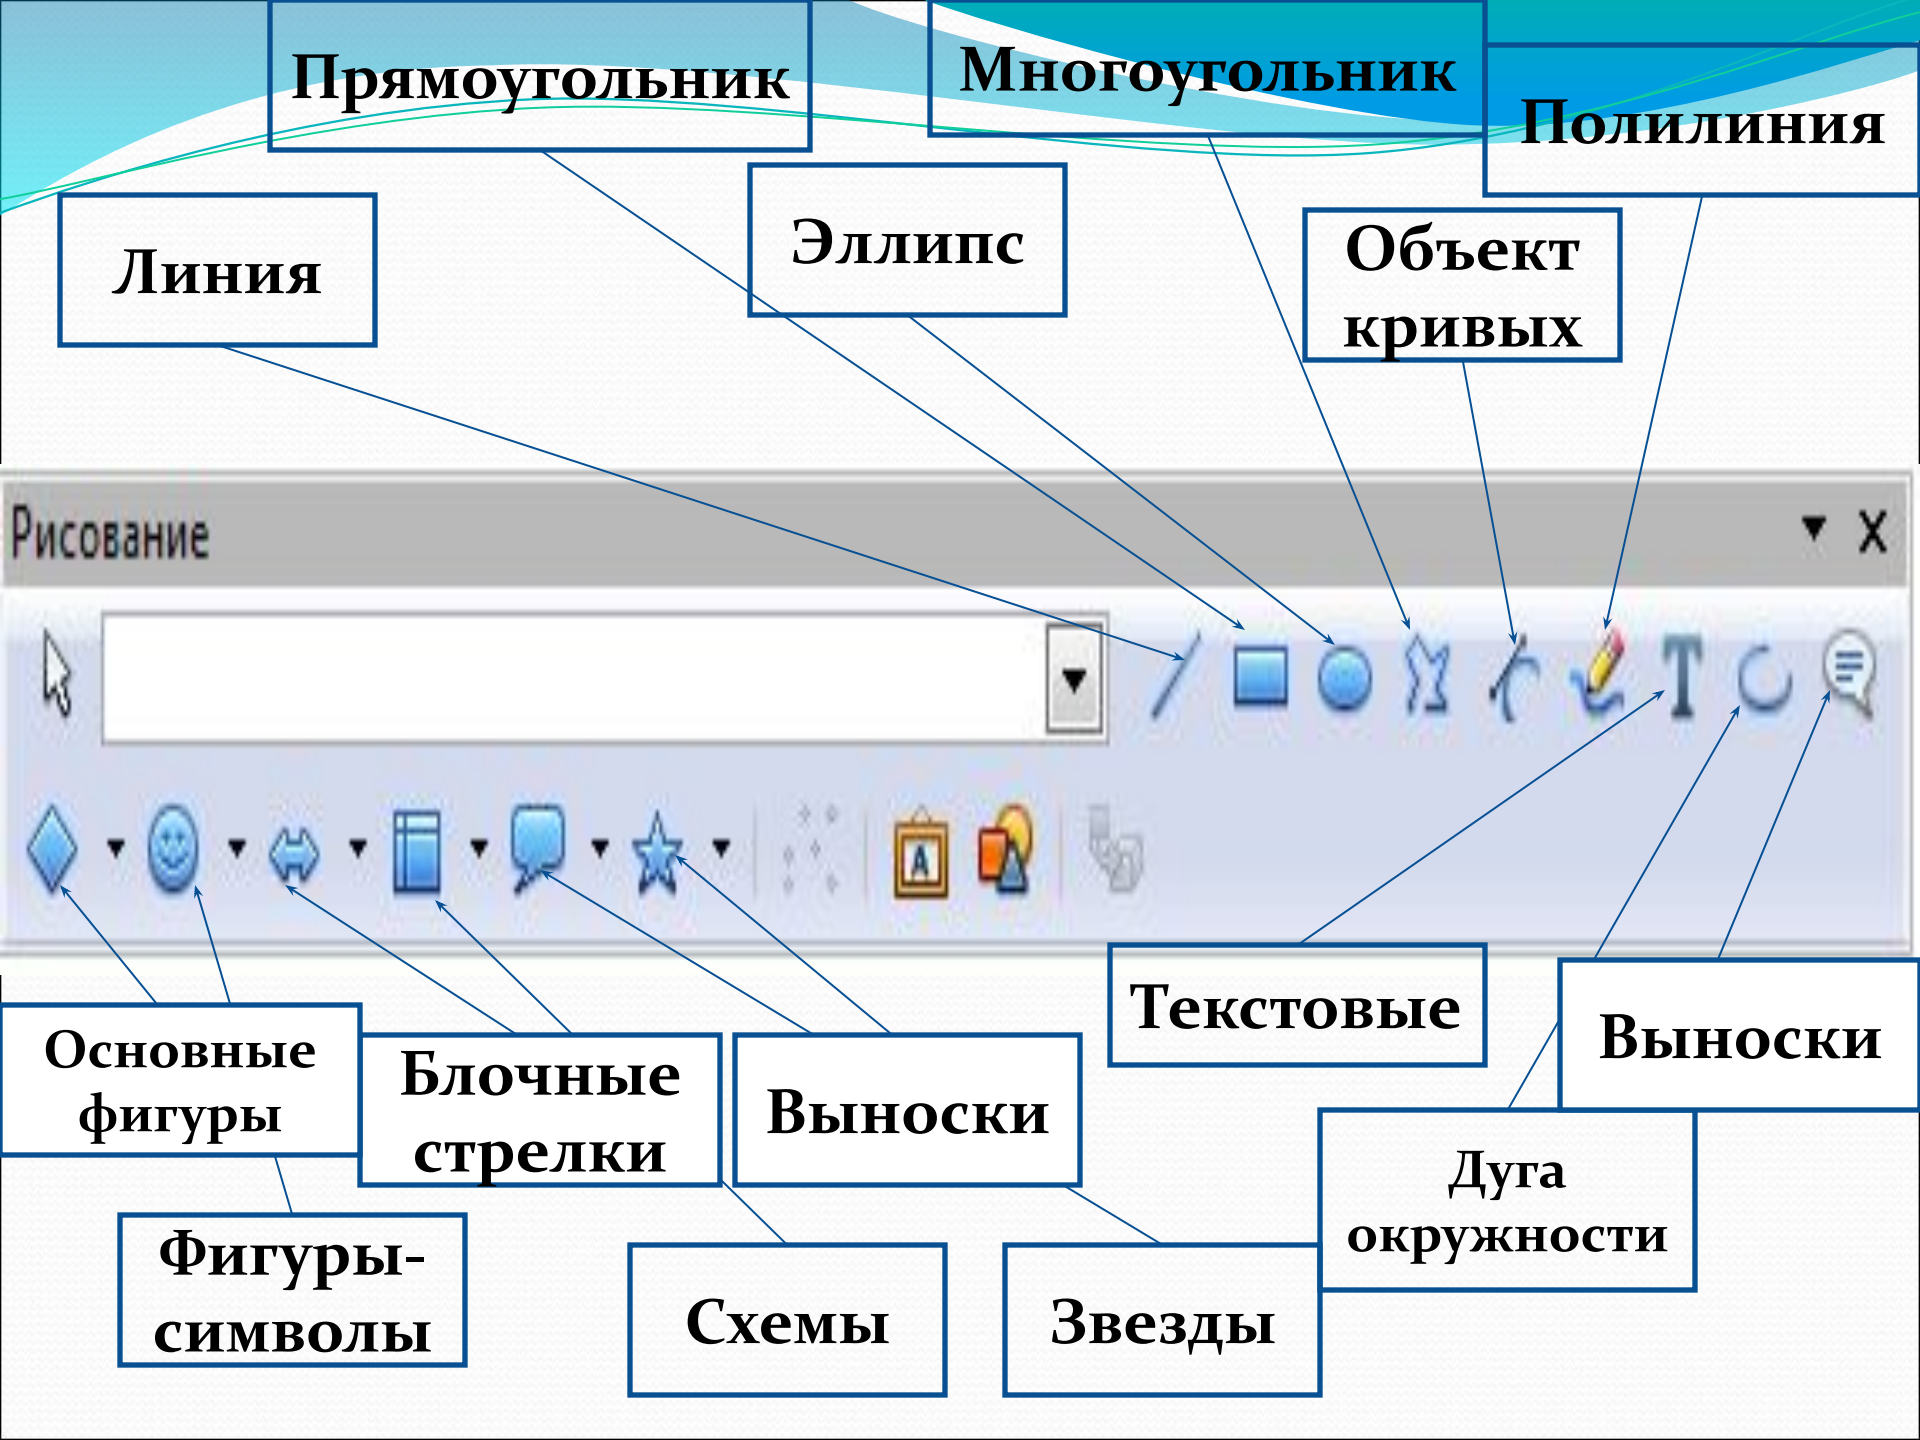 Прямоугольник
Многоугольник
Полилиния
Линия
Эллипс
Объект
кривых
Рисование
X
T
A
Текстовые
Выноски
Основные
фигуры
Блочные
стрелки
Выноски
Дуга
окружности
Фигуры-
символы
Схемы
Звезды